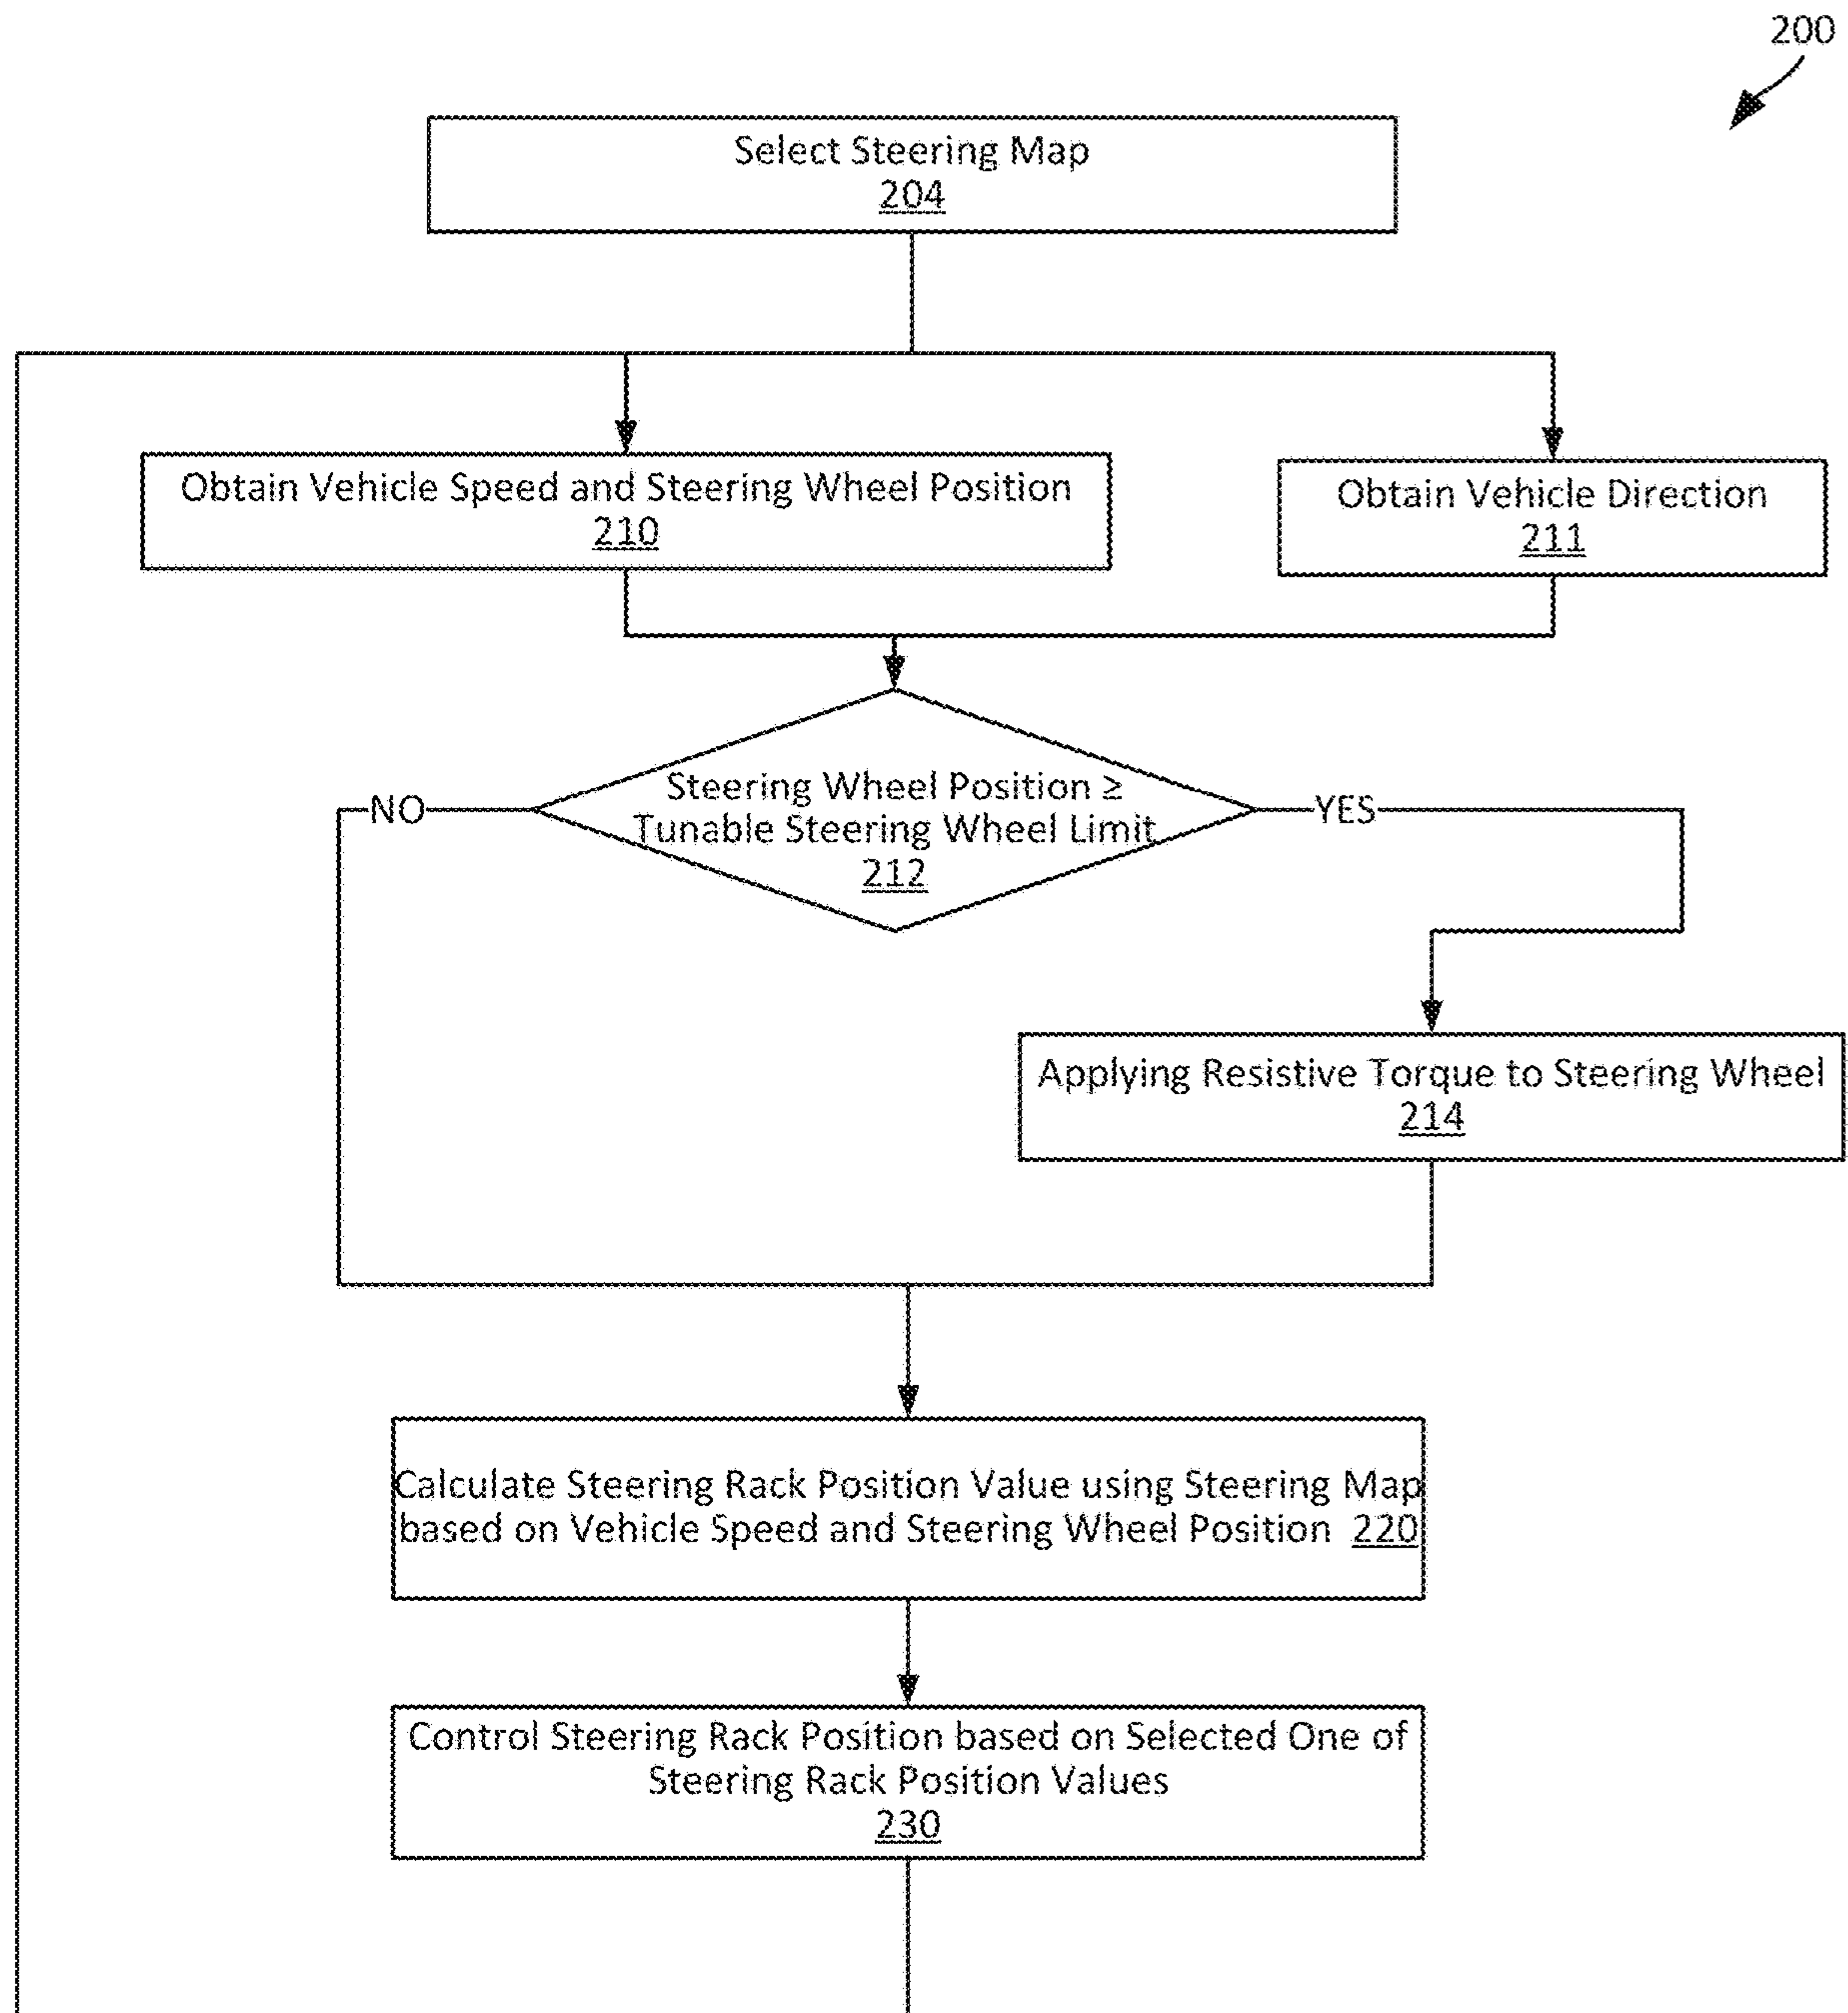 200
Select Steering Map
204
Obtain Vehicle Speed and Steering Wheel Position
210
Obtain Vehicle Direction
211
Steering Wheel Position ≥
Tunable Steering Wheel Limit
212
NO
YES
Applying Resistive Torque to Steering Wheel
214
Calculate Steering Rack Position Value using Steering Map
based on Vehicle Speed and Steering Wheel Position 220
Control Steering Rack Position based on Selected One of
Steering Rack Position Values
230